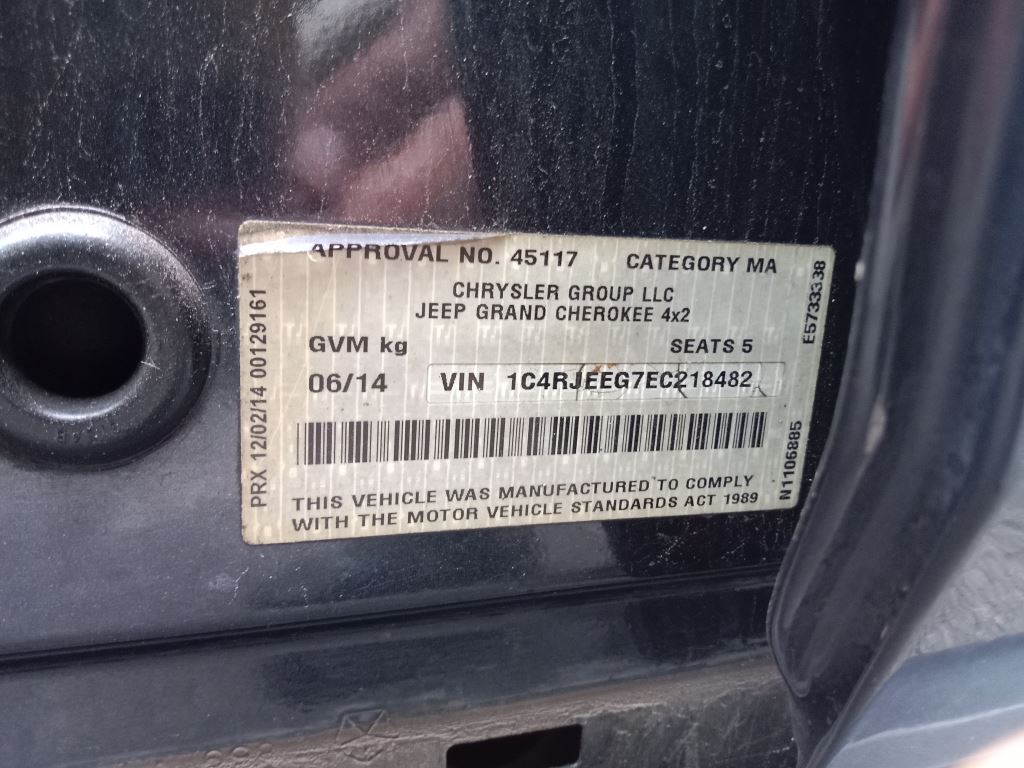 APPROVAL NO. 45117 CATEGORY MA
CHRYSLER GROUP LLC
JEEP GRAND CHEROKEE 4x2
GVM kg SEATS 5
06/14 VIN 1C4RJEEG7EC218482
THIS VEHICLE WAS MANUFACTURED TO COMPLY
WITH THE MOTOR VEHICLE STANDARDS ACT 1989
PRX 12/02/14 00129161
E5733338
N1106885